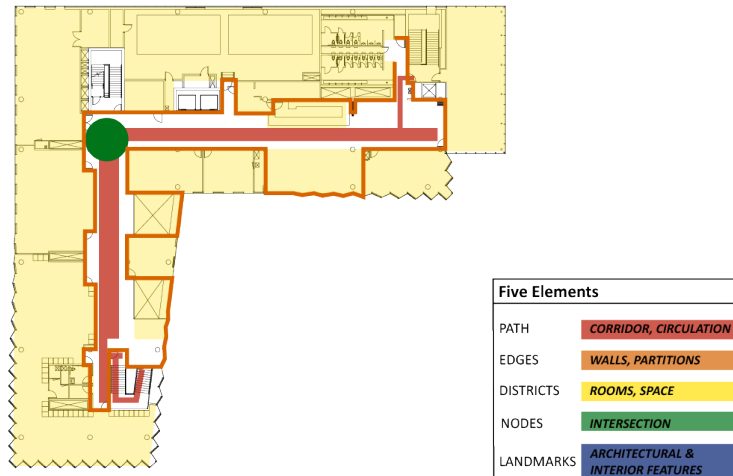 Five Elements
PATH CORRIDOR, CIRCULATION
EDGES WALLS, PARTITIONS
DISTRICTS ROOMS, SPACE
NODES INTERSECTION
LANDMARKS ARCHITECTURAL &
INTERIOR FEATURES